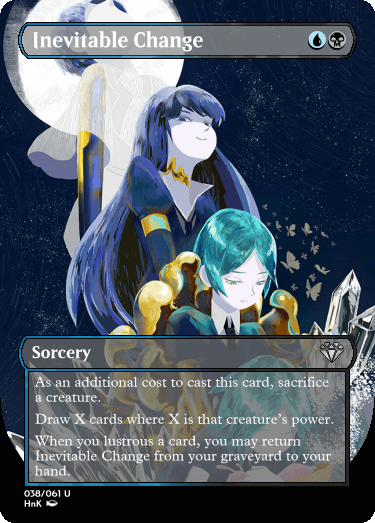 Inevitable Change
Sorcery
As an additional cost to cast this card, sacrifice
a creature.
Draw X cards where X is that creature's power.
When you lustrous a card, you may return
Inevitable Change from your graveyard to your
hand.
038/061 U
HnK